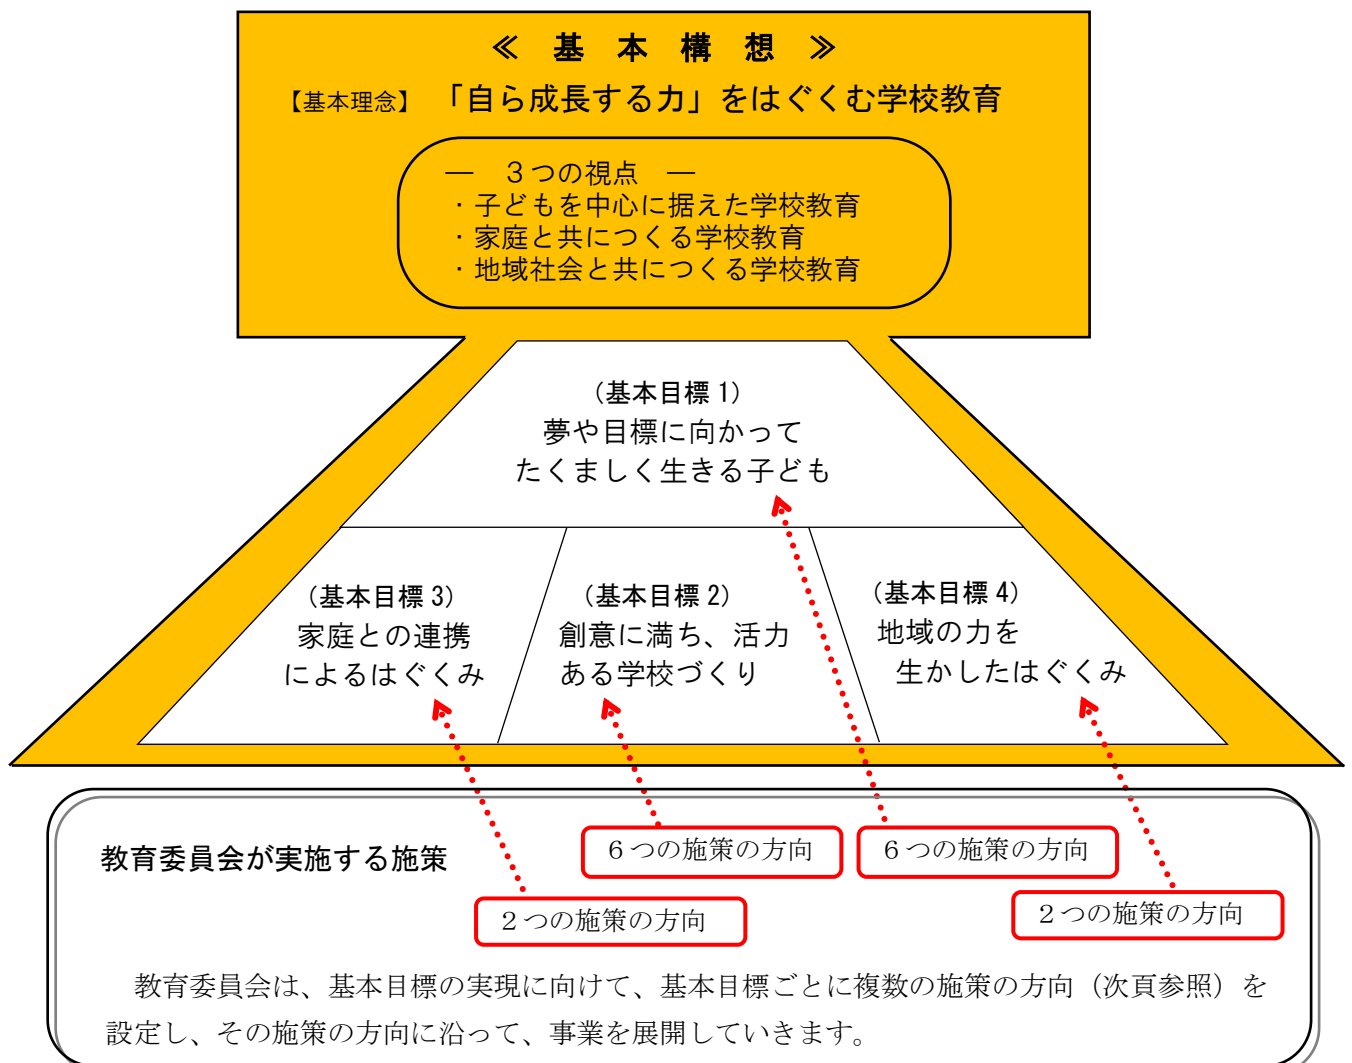 ≪ 基 本 構 想 ≫
【基本理念】 「自ら成長する力」をはぐくむ学校教育
― ３つの視点 ―
・子どもを中心に据えた学校教育
・家庭と共につくる学校教育
・地域社会と共につくる学校教育
（基本目標 1）
夢や目標に向かって
たくましく生きる子ども
（基本目標 3）
家庭との連携
によるはぐくみ
（基本目標 2）
創意に満ち、活力
ある学校づくり
（基本目標 4）
地域の力を
生かしたはぐくみ
教育委員会が実施する施策
６つの施策の方向
６つの施策の方向
２つの施策の方向
２つの施策の方向
教育委員会は、基本目標の実現に向けて、基本目標ごとに複数の施策の方向（次頁参照）を
設定し、その施策の方向に沿って、事業を展開していきます。